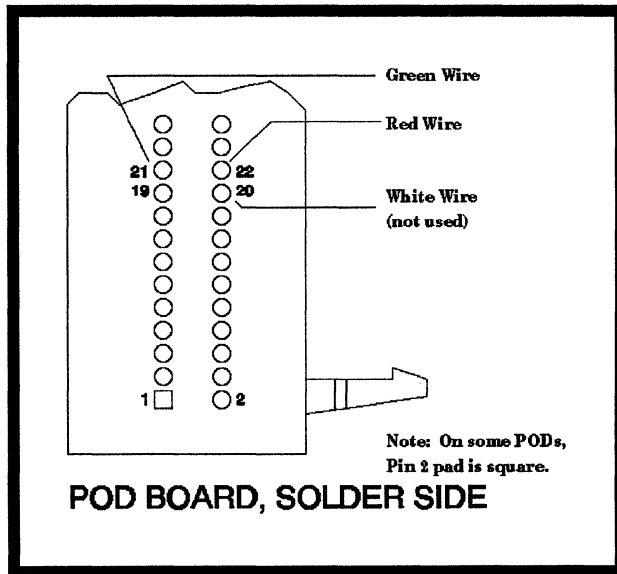 Green Wire
Red Wire
21 22
19 20
White Wire
(not used)
1 2
Note: On some PODs,
Pin 2 pad is square.
POD BOARD, SOLDER SIDE